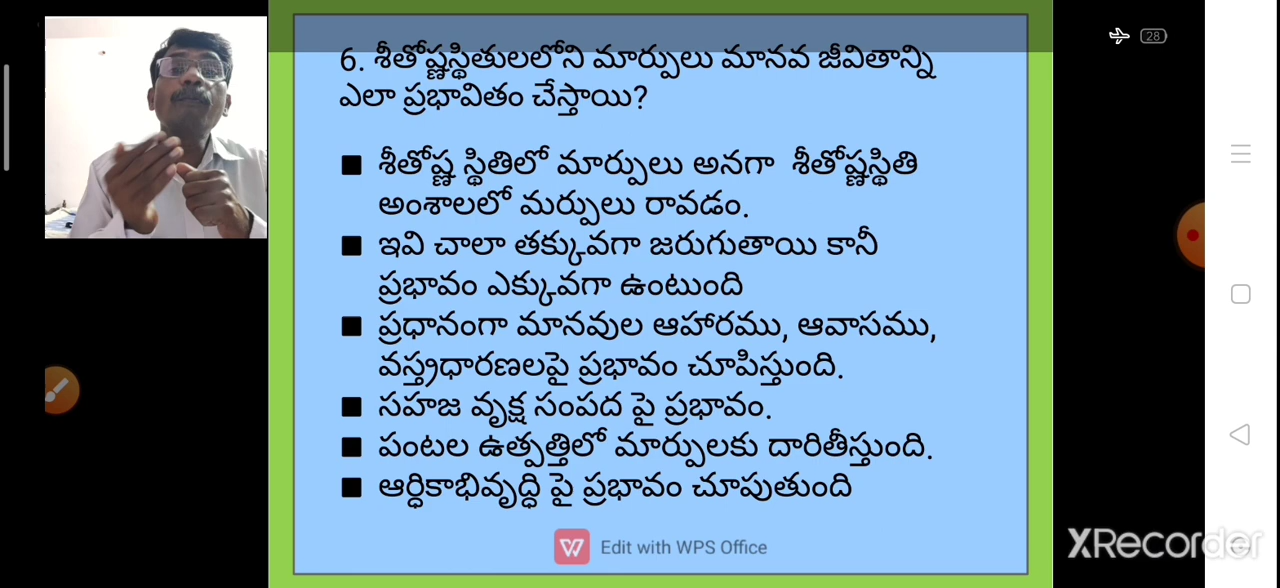 28
6. శీతోష్ణస్థితులలోని మార్పులు మానవ జీవితాన్ని
ఎలా ప్రభావితం చేస్తాయి?
■ శీతోష్ణ స్థితిలో మార్పులు అనగా శీతోష్ణస్థితి
అంశాలలో మర్పులు రావడం.
■ ఇవి చాలా తక్కువగా జరుగుతాయి కానీ
ప్రభావం ఎక్కువగా ఉంటుంది
■ ప్రధానంగా మానవుల ఆహారము, ఆవాసము,
వస్త్రధారణలపై ప్రభావం చూపిస్తుంది.
■ సహజ వృక్ష సంపద పై ప్రభావం.
■ పంటల ఉత్పత్తిలో మార్పులకు దారితీస్తుంది.
■ ఆర్ధికాభివృద్ధి పై ప్రభావం చూపుతుంది
Edit with WPS Office
XRecorder